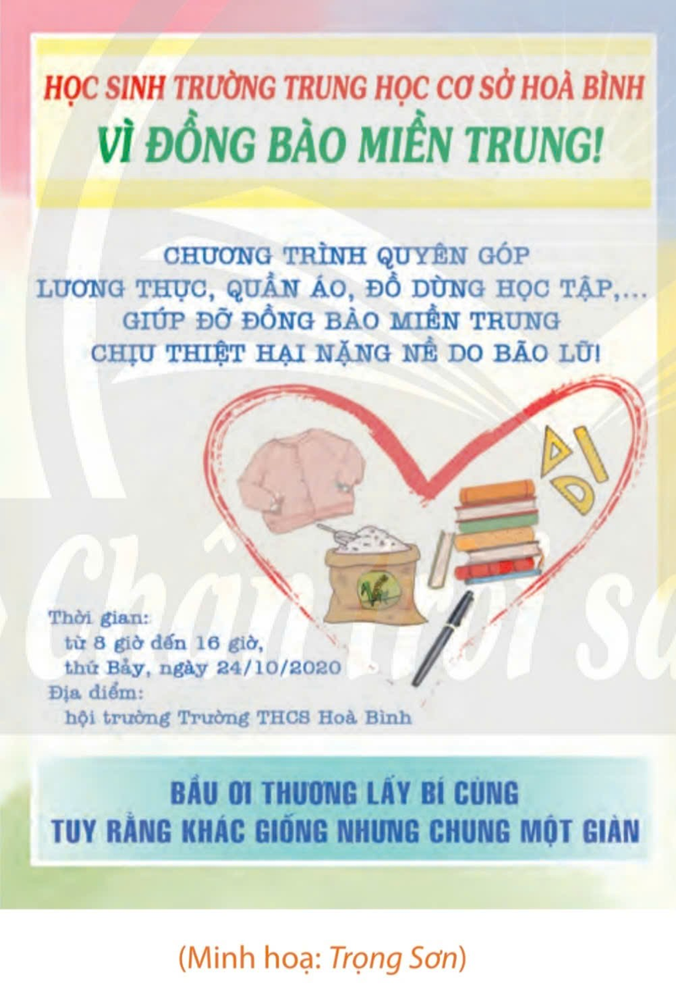 HỌC SINH TRƯỜNG TRUNG HỌC CƠ SỞ HOÀ BÌNH
VÌ ĐỒNG BÀO MIỀN TRUNG!
CHƯƠNG TRÌNH QUYÊN GÓP
LƯƠNG THỰC, QUẦN ÁO, ĐỒ DÙNG HỌC TẬP,...
GIÚP ĐỠ ĐỒNG BÀO MIỀN TRUNG
CHỊU THIỆT HẠI NẶNG NỀ DO BÃO LŨ!
Thời gian:
từ 8 giờ đến 16 giờ,
thứ Bảy, ngày 24/10/2020
Địa điểm:
hội trường Trường THCS Hoà Bình
Chân trời
BẦU ƠI THƯƠNG LẤY BÍ CÙNG
TUY RẰNG KHÁC GIỐNG NHƯNG CHUNG MỘT GIÀN
(Minh hoạ: Trọng Sơn)